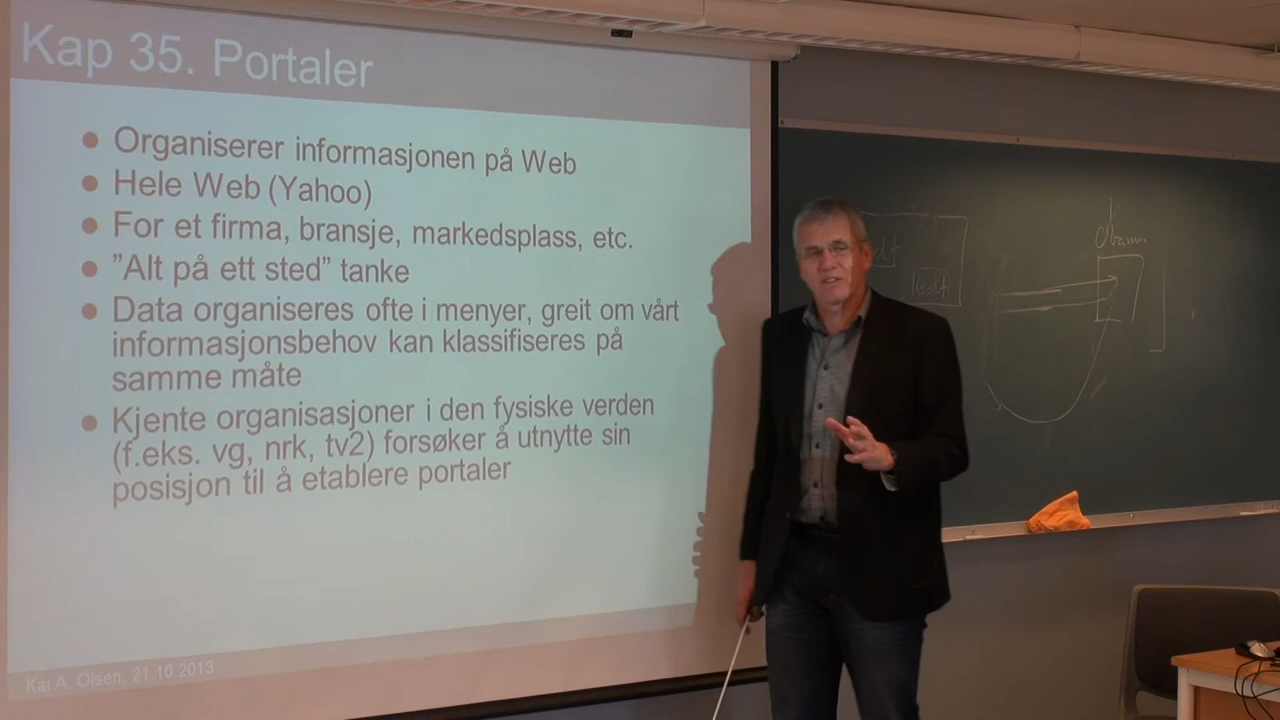 Kap 35. Portaler
Organiserer informasjonen på Web
Hele Web (Yahoo)
For et firma, bransje, markedsplass, etc.
”Alt på ett sted” tanke
Data organiseres ofte i menyer, greit om vårt
informasjonsbehov kan klassifiseres på
samme måte
Kjente organisasjoner i den fysiske verden
(f.eks. vg, nrk, tv2) forsøker å utnytte sin
posisjon til å etablere portaler
Kai A. Olsen, 21.10.2013